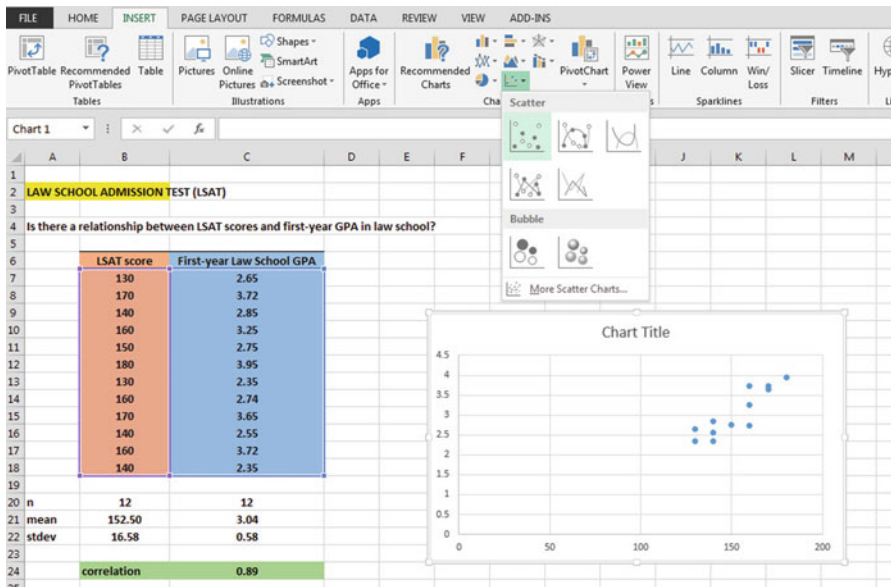 FILE HOME INSERT PAGE LAYOUT FORMULAS DATA REVIEW VIEW ADD-INS
Shapes
SmartArt
Screenshot
PivotTable Recommended PivotTables Table Pictures Online Pictures Apps for Office Recommended Charts PivotChart Power View Line Column Win/Loss Slicer Timeline
Tables Illustrations Apps Cha Sparklines Filters
Scatter
Bubble
More Scatter Charts...
Chart 1 fx
A B C D E F J K L M
1
2 LAW SCHOOL ADMISSION TEST (LSAT)
3
4 Is there a relationship between LSAT scores and first-year GPA in law school?
5
6 LSAT score First-year Law School GPA
7 130 2.65
8 170 3.72
9 140 2.85
10 160 3.25
11 150 2.75
12 180 3.95
13 130 2.35
14 160 2.74
15 170 3.65
16 140 2.55
17 160 3.72
18 140 2.35
19
20 n 12 12
21 mean 152.50 3.04
22 stdev 16.58 0.58
23
24 correlation 0.89
Chart Title
4.5
4
3.5
3
2.5
2
1.5
1
0.5
0
0 50 100 150 200